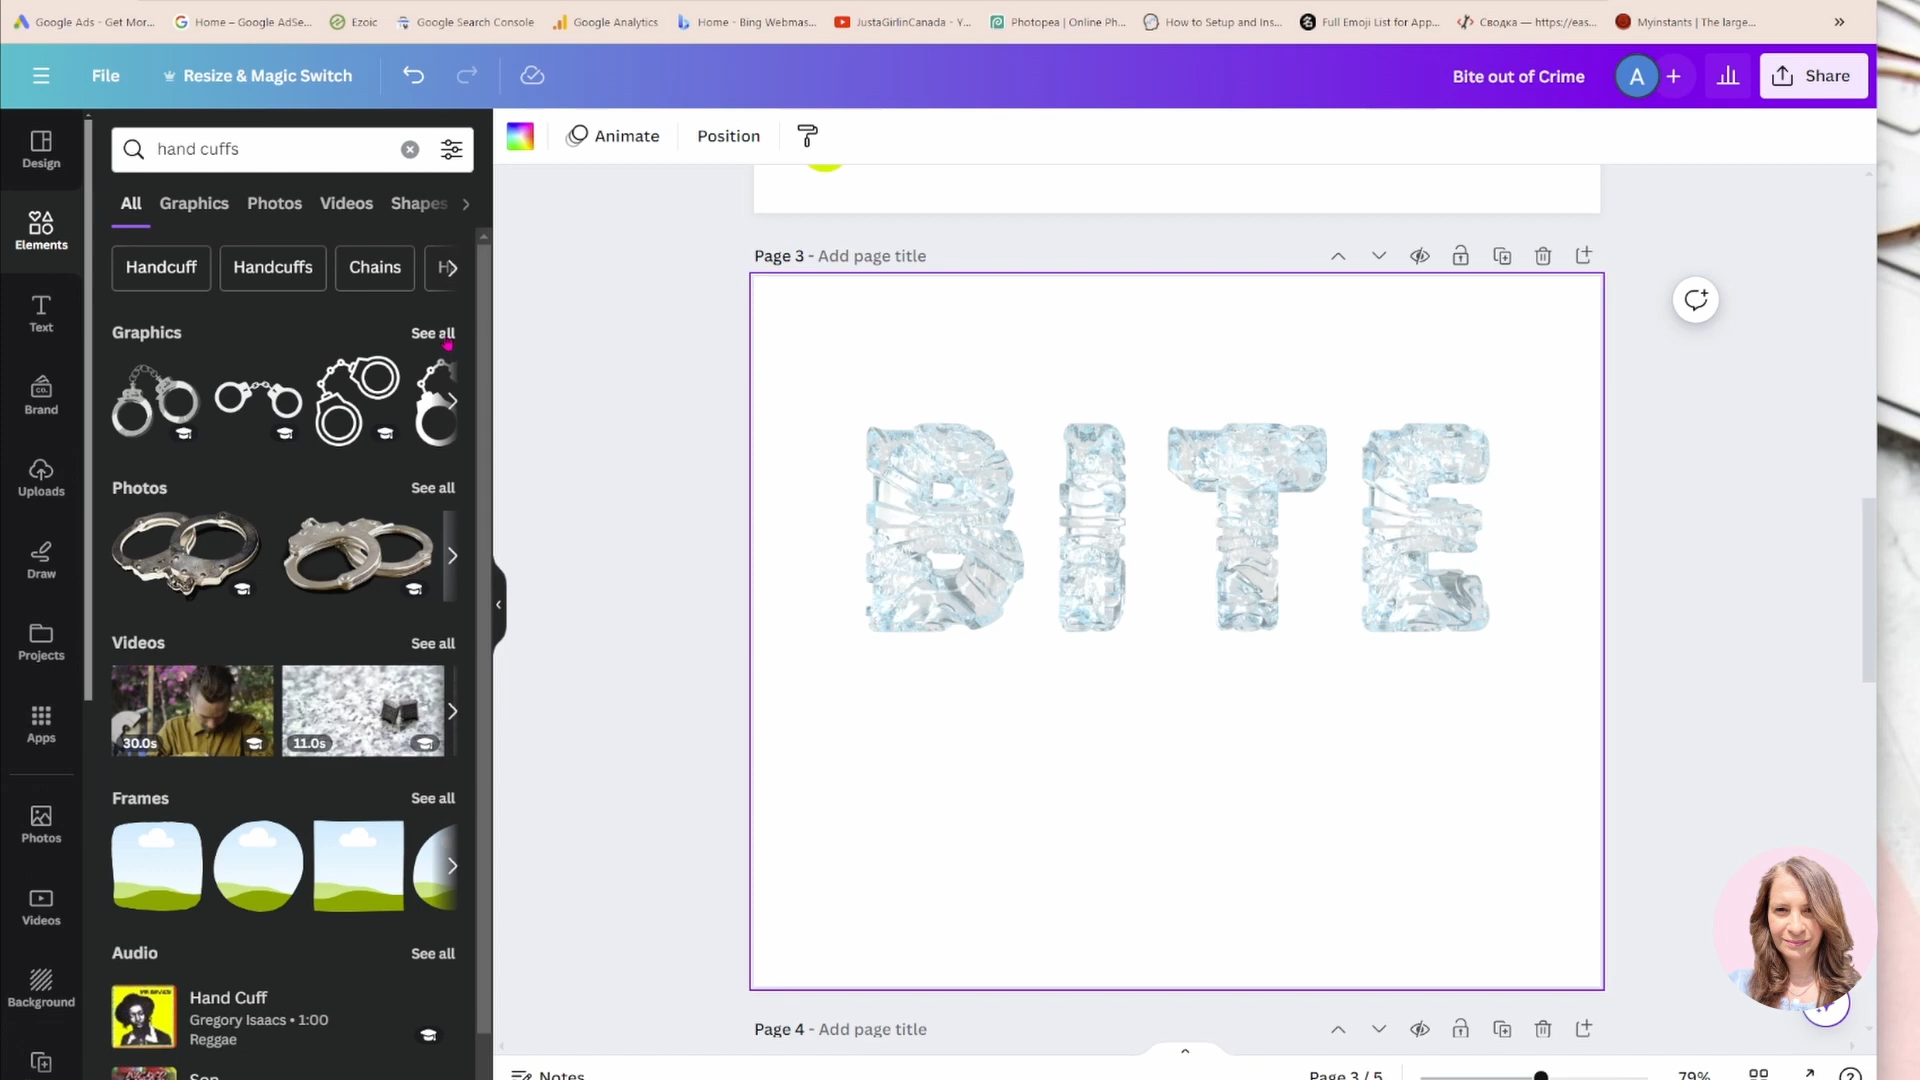 Google Ads - Get Mor...
Home – Google AdSe...
Ezoic
Google Search Console
Google Analytics
Home - Bing Webmas...
JustaGirlinCanada - Y...
Photopea | Online Ph...
How to Setup and Ins...
Full Emoji List for App...
Сводка — https://eas...
Myinstants | The large...
File
Resize & Magic Switch
Bite out of Crime
A
Share
Design
Elements
Text
Brand
Uploads
Draw
Projects
Apps
Photos
Videos
Background
hand cuffs
All
Graphics
Photos
Videos
Shapes
Handcuff
Handcuffs
Chains
H
Graphics
See all
Photos
See all
Videos
See all
30.0s
11.0s
Frames
See all
Audio
See all
Hand Cuff
Gregory Isaacs • 1:00
Reggae
Animate
Position
Page 3 - Add page title
BITE
Page 4 - Add page title
Notes
Page 3 / 5
79%